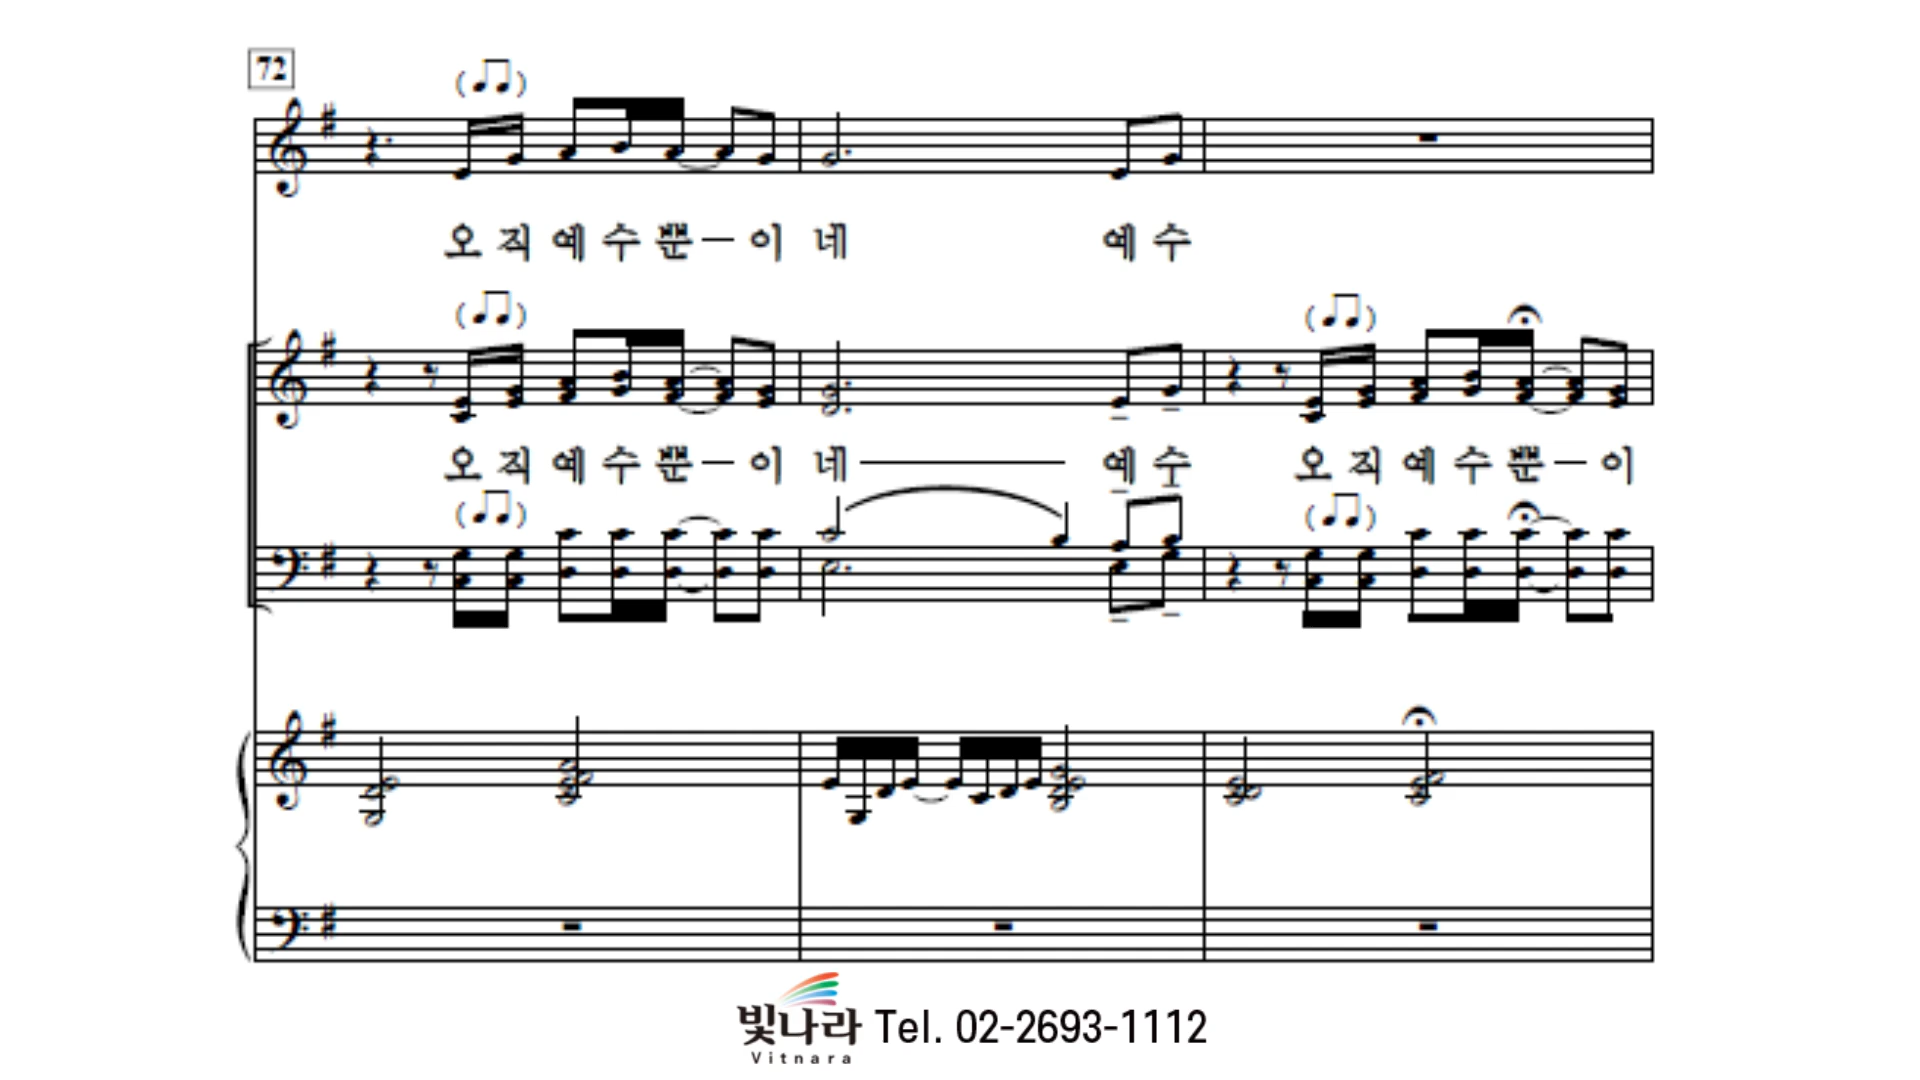 72
오 직 예 수 뿐 — 이 네 예 수
오 직 예 수 뿐 — 이 네 — 예 수 오 직 예 수 뿐 — 이
빛나라 Tel. 02-2693-1112
Vitnara